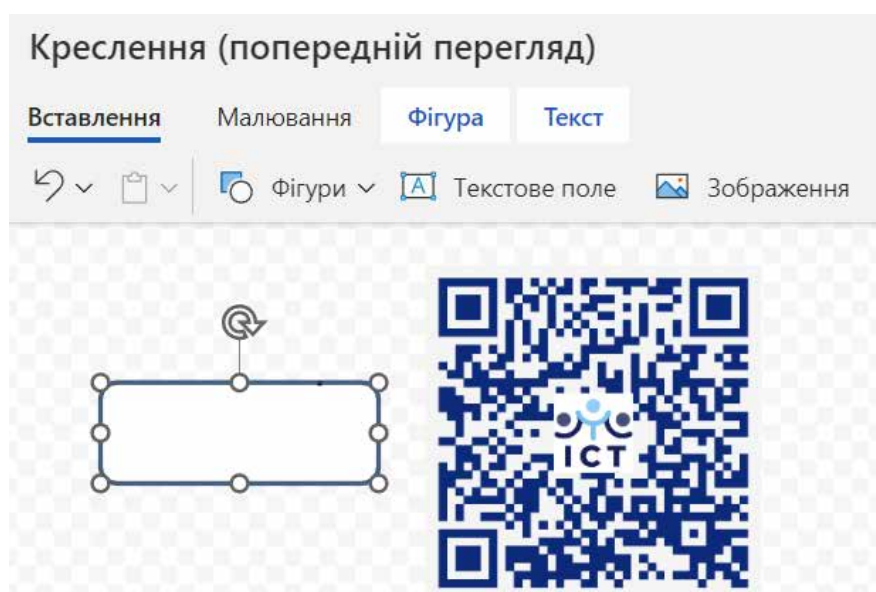 Креслення (попередній перегляд)
Вставлення Малювання Фігура Текст
Фігури A Текстове поле Зображення
ICT